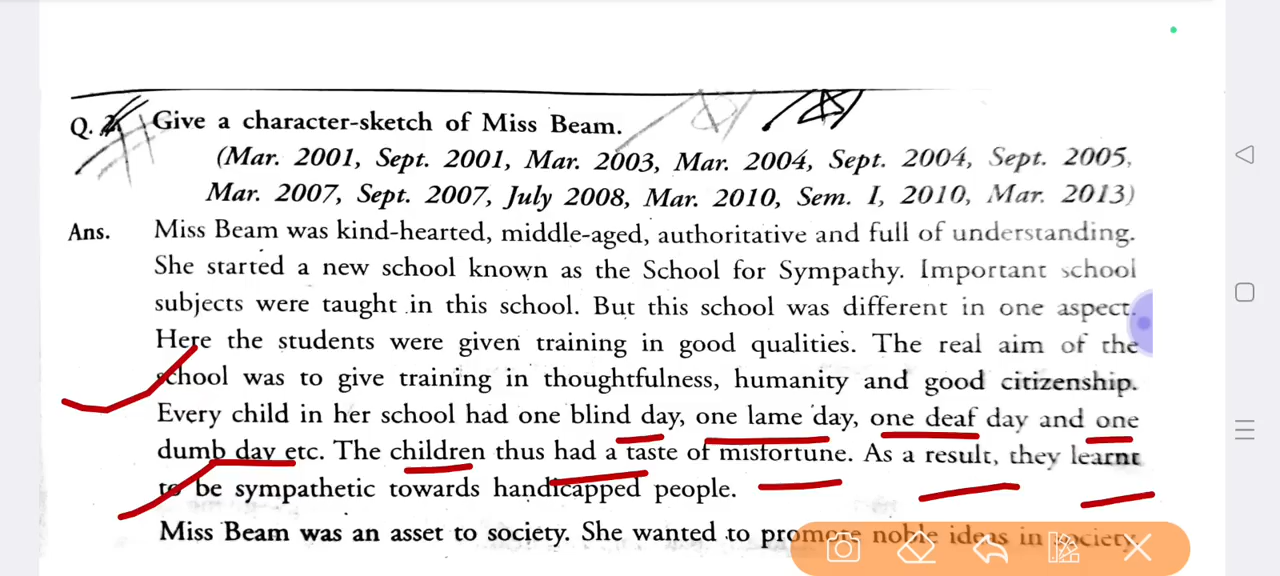 Q. 2. Give a character-sketch of Miss Beam.
(Mar. 2001, Sept. 2001, Mar. 2003, Mar. 2004, Sept. 2004, Sept. 2005,
Mar. 2007, Sept. 2007, July 2008, Mar. 2010, Sem. I, 2010, Mar. 2013)
Ans. Miss Beam was kind-hearted, middle-aged, authoritative and full of understanding.
She started a new school known as the School for Sympathy. Important school
subjects were taught in this school. But this school was different in one aspect.
Here the students were given training in good qualities. The real aim of the
school was to give training in thoughtfulness, humanity and good citizenship.
Every child in her school had one blind day, one lame day, one deaf day and one
dumb day etc. The children thus had a taste of misfortune. As a result, they learnt
to be sympathetic towards handicapped people.
Miss Beam was an asset to society. She wanted to promote noble ideas in society.